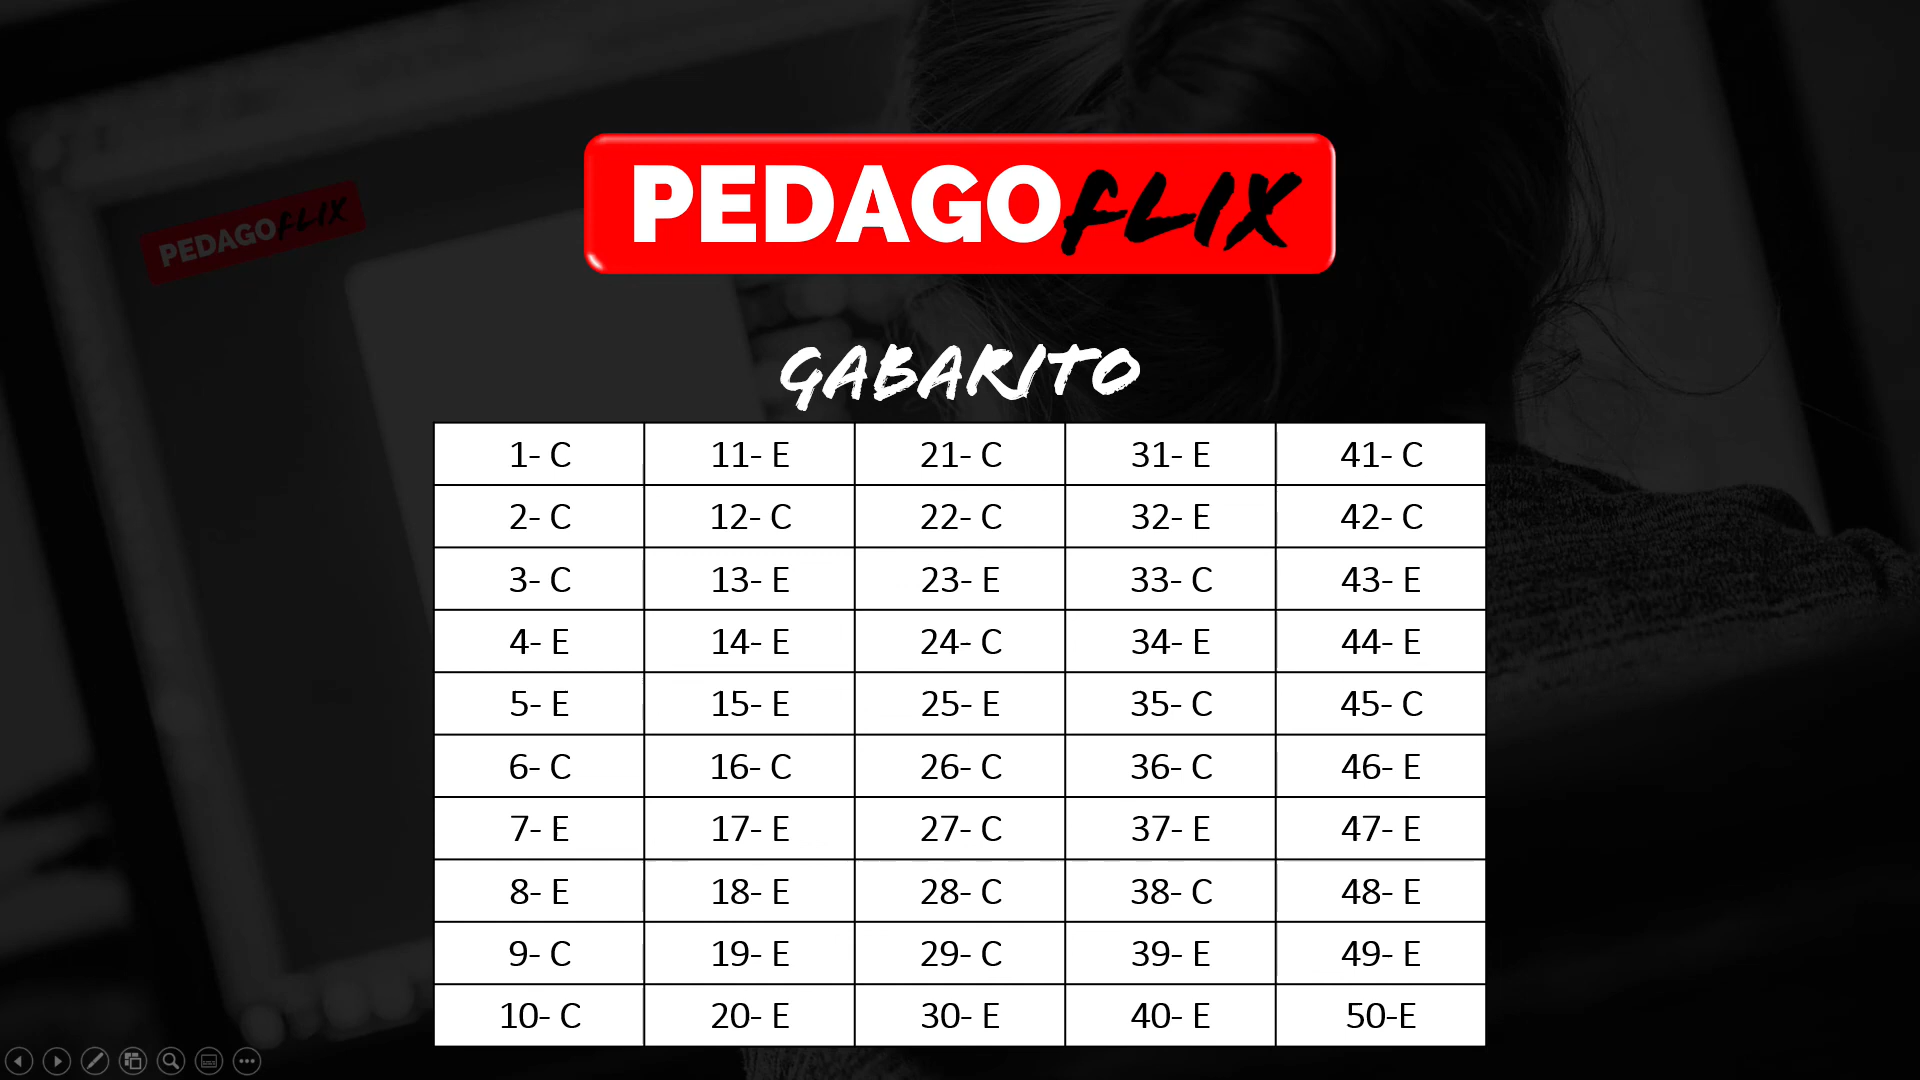 PEDAGOFLIX
PEDAGOFLIX
GABARITO
1- C 11- E 21- C 31- E 41- C
2- C 12- C 22- C 32- E 42- C
3- C 13- E 23- E 33- C 43- E
4- E 14- E 24- C 34- E 44- E
5- E 15- E 25- E 35- C 45- C
6- C 16- C 26- C 36- C 46- E
7- E 17- E 27- C 37- E 47- E
8- E 18- E 28- C 38- C 48- E
9- C 19- E 29- C 39- E 49- E
10- C 20- E 30- E 40- E 50-E